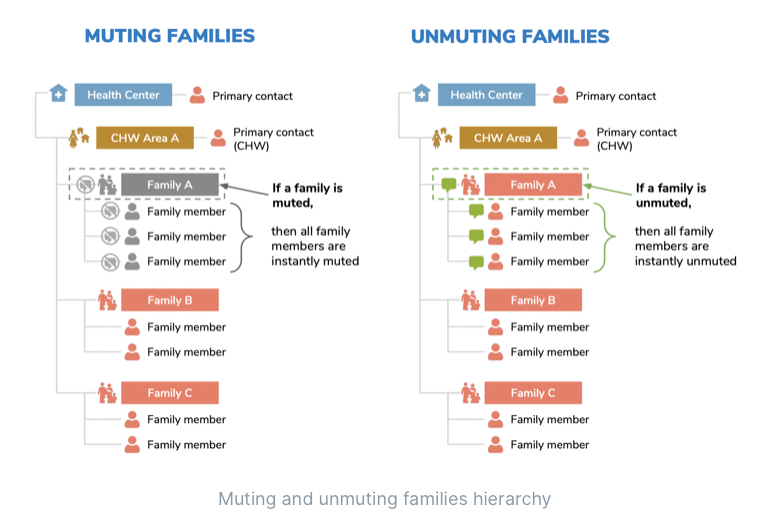 MUTING FAMILIES
Health Center
Primary contact
CHW Area A
Primary contact
(CHW)
Family A
If a family is
muted,
Family member
Family member
Family member
then all family
members are
instantly muted
Family B
Family member
Family member
Family C
Family member
Family member
UNMUTING FAMILIES
Health Center
Primary contact
CHW Area A
Primary contact
(CHW)
Family A
If a family is
unmuted,
Family member
Family member
Family member
then all family
members are
instantly unmuted
Family B
Family member
Family member
Family C
Family member
Family member
Muting and unmuting families hierarchy